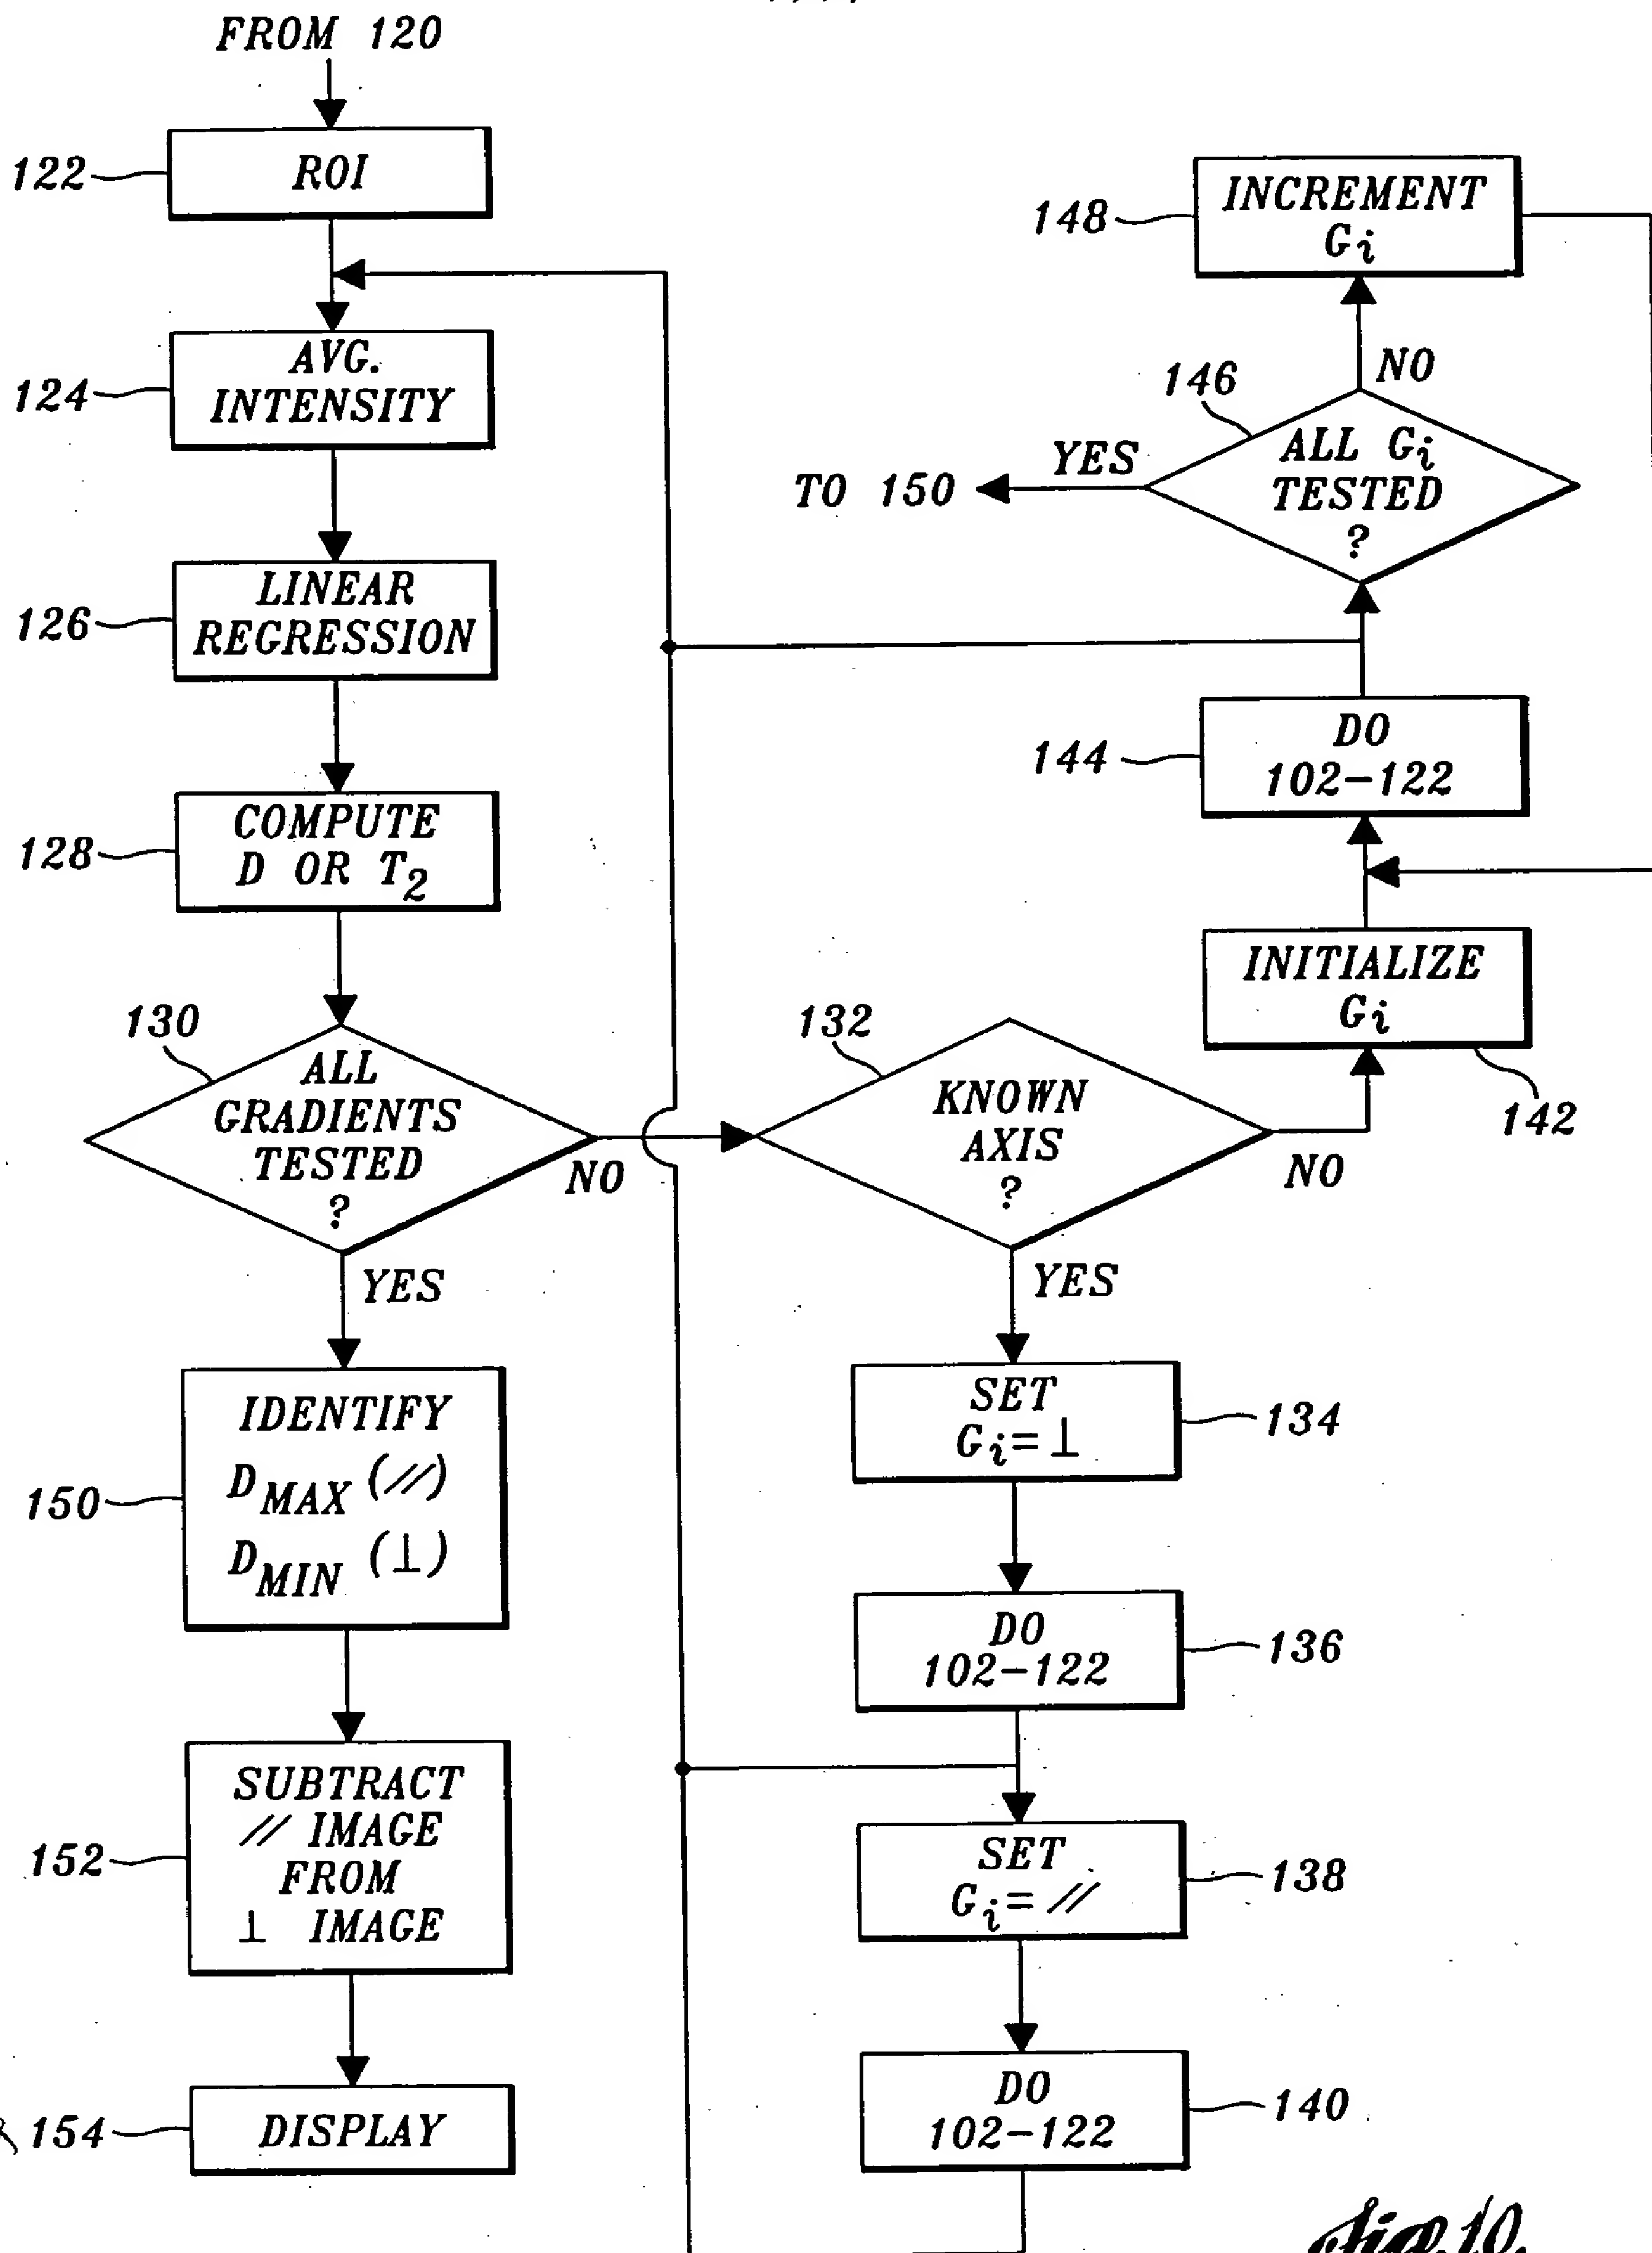 FROM 120
122
ROI
124
AVG.
INTENSITY
126
LINEAR
REGRESSION
128
COMPUTE
D OR T2
130
ALL
GRADIENTS
TESTED
?
NO
YES
150
IDENTIFY
DMAX (//)
DMIN (⊥)
152
SUBTRACT
// IMAGE
FROM
⊥ IMAGE
154
DISPLAY
132
KNOWN
AXIS
?
NO
YES
SET
Gi=⊥
134
DO
102-122
136
SET
Gi=//
138
DO
102-122
140
148
INCREMENT
Gi
NO
146
ALL Gi
TESTED
?
YES
TO 150
144
DO
102-122
INITIALIZE
Gi
142
Fig. 10.